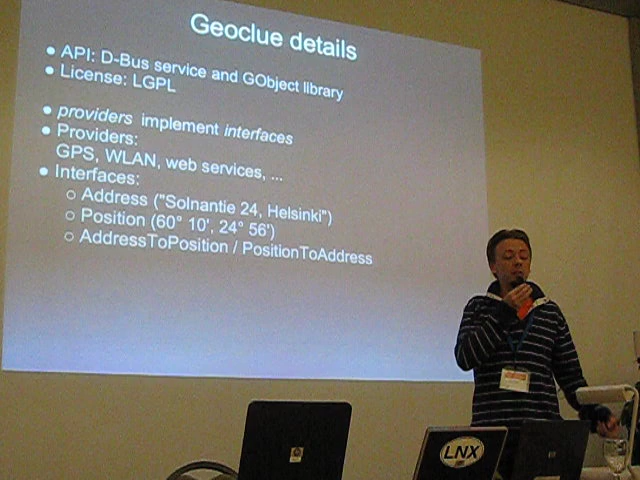 Geoclue details
• API: D-Bus service and GObject library
• License: LGPL
• providers implement interfaces
• Providers:
GPS, WLAN, web services, ...
• Interfaces:
○ Address ("Solnantie 24, Helsinki")
○ Position (60° 10', 24° 56')
○ AddressToPosition / PositionToAddress
LNX
hp